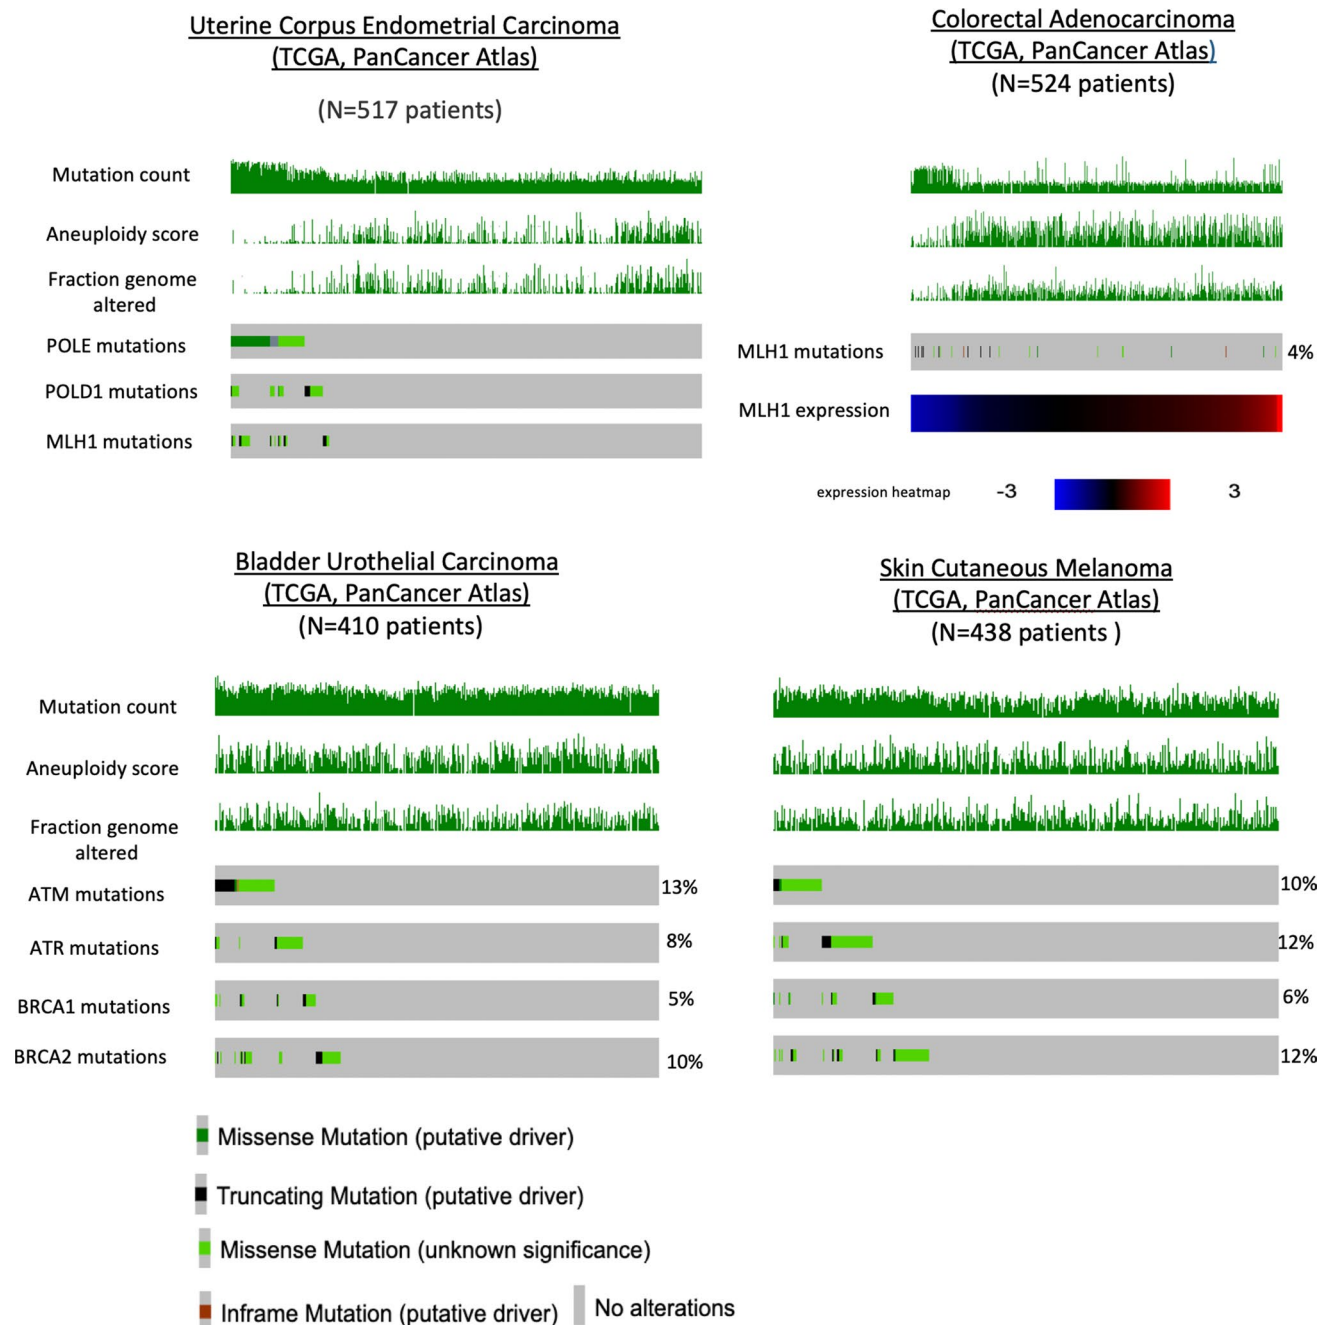 Uterine Corpus Endometrial Carcinoma
(TCGA, PanCancer Atlas)
(N=517 patients)
Mutation count
Aneuploidy score
Fraction genome
altered
POLE mutations
POLD1 mutations
MLH1 mutations
Colorectal Adenocarcinoma
(TCGA, PanCancer Atlas)
(N=524 patients)
MLH1 mutations
4%
MLH1 expression
expression heatmap -3 3
Bladder Urothelial Carcinoma
(TCGA, PanCancer Atlas)
(N=410 patients)
Mutation count
Aneuploidy score
Fraction genome
altered
ATM mutations
13%
ATR mutations
8%
BRCA1 mutations
5%
BRCA2 mutations
10%
Skin Cutaneous Melanoma
(TCGA, PanCancer Atlas)
(N=438 patients )
10%
12%
6%
12%
Missense Mutation (putative driver)
Truncating Mutation (putative driver)
Missense Mutation (unknown significance)
Inframe Mutation (putative driver) No alterations